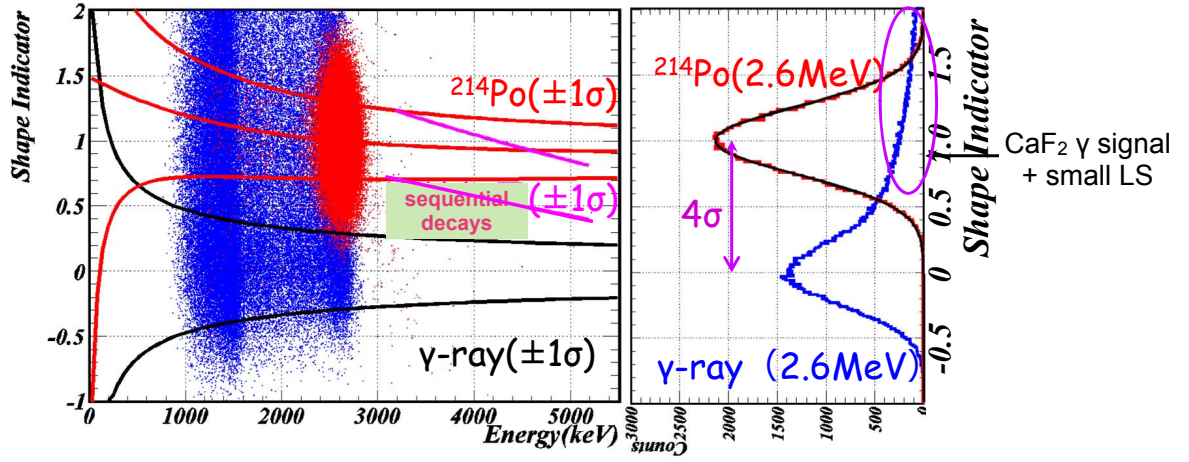 Shape Indicator
2
1.5
1
0.5
0
-0.5
-1
0
1000
2000
3000
4000
5000
Energy(keV)
²¹⁴Po(±1σ)
(±1σ)
sequential
decays
γ-ray(±1σ)
²¹⁴Po(2.6MeV)
4σ
γ-ray (2.6MeV)
3000
2500
2000
1500
1000
500
0
Counts
1.5
1.0
0.5
0
-0.5
Shape Indicator
CaF₂ γ signal
+ small LS